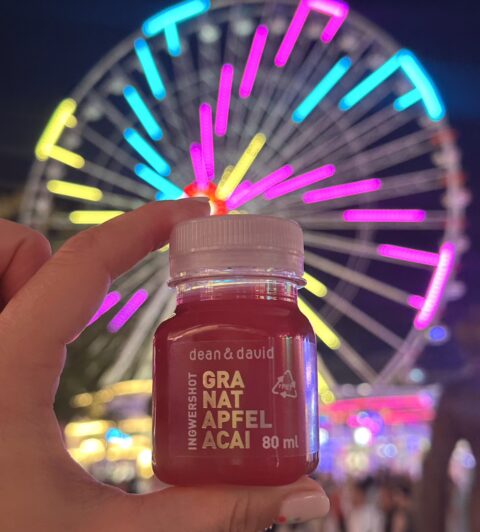 dean & david
INGWERSHOT
GRA
NAT
APFEL
ACAI 80 ml